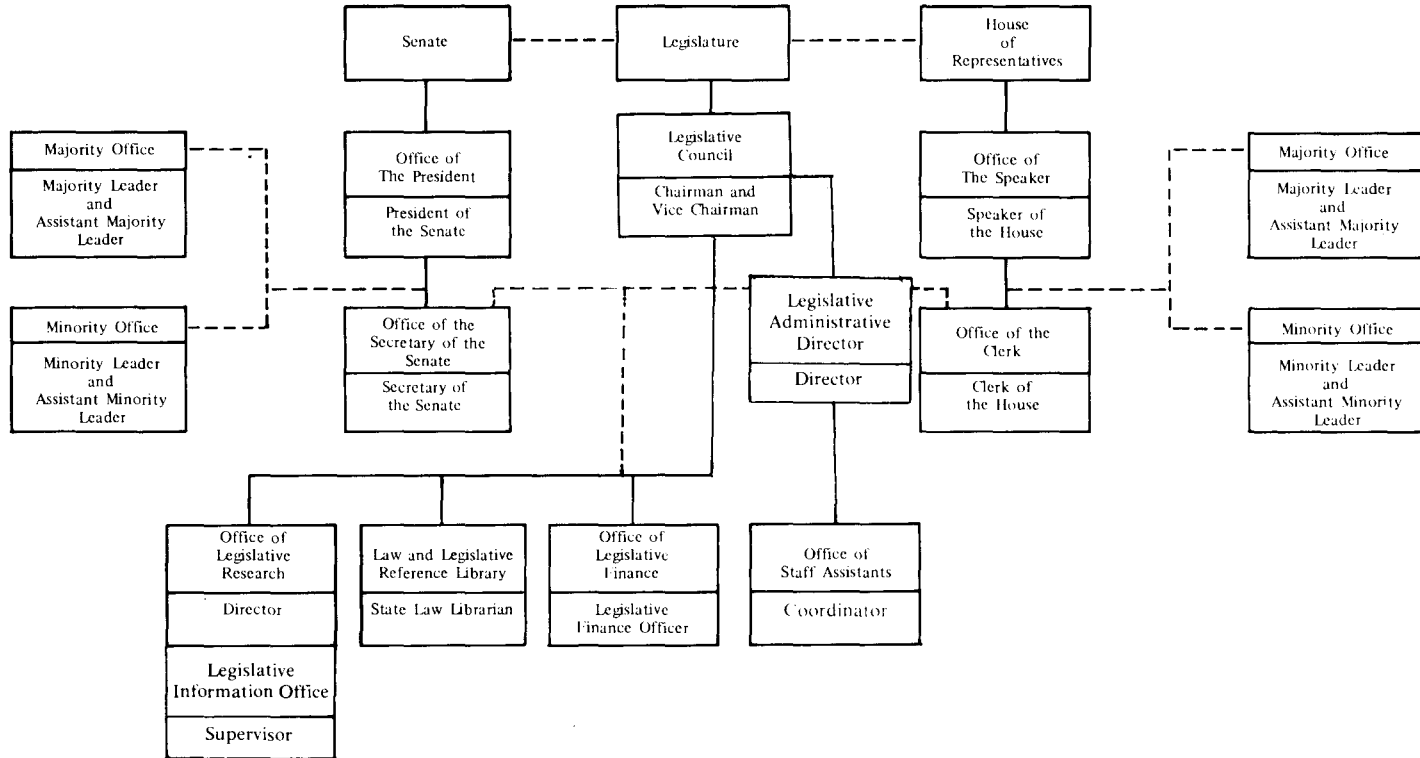 Senate
Legislature
House
of
Representatives
Majority Office
Majority Leader
and
Assistant Majority
Leader
Office of
The President
President of
the Senate
Legislative
Council
Chairman and
Vice Chairman
Office of
The Speaker
Speaker of
the House
Majority Office
Majority Leader
and
Assistant Majority
Leader
Minority Office
Minority Leader
and
Assistant Minority
Leader
Office of the
Secretary of the
Senate
Secretary of
the Senate
Legislative
Administrative
Director
Director
Office of the
Clerk
Clerk of
the House
Minority Office
Minority Leader
and
Assistant Minority
Leader
Office of
Legislative
Research
Director
Legislative
Information Office
Supervisor
Law and Legislative
Reference Library
State Law Librarian
Office of
Legislative
Finance
Legislative
Finance Officer
Office of
Staff Assistants
Coordinator